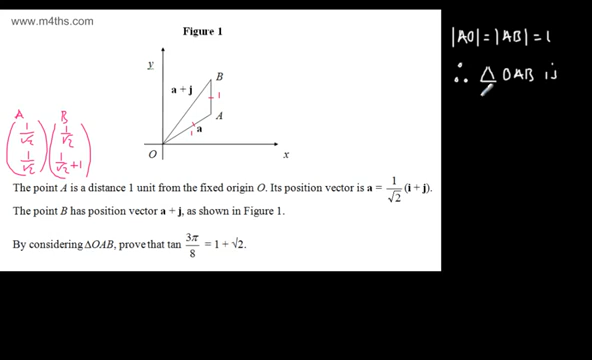 www.m4ths.com
Figure 1
|AO| = |AB| = 1
∴ △ OAB is
y
B
a + j
1
A
a
1
O
x
A B
(1/√2 1/√2) (1/√2 1/√2 + 1)
The point A is a distance 1 unit from the fixed origin O. Its position vector is a = 1/√2 (i + j).
The point B has position vector a + j, as shown in Figure 1.
By considering ΔOAB, prove that tan 3π/8 = 1 + √2.